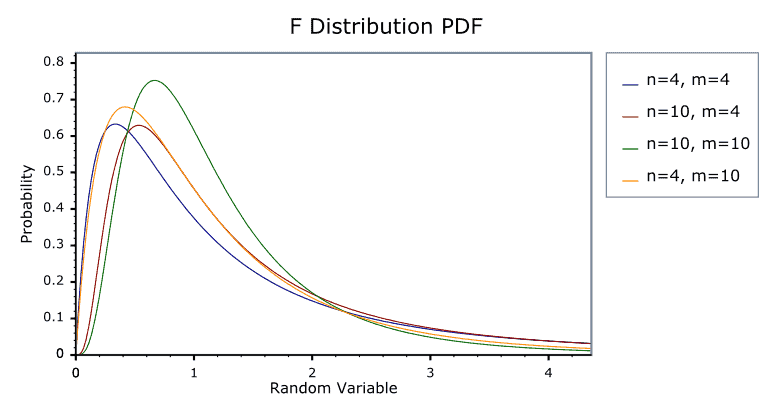 F Distribution PDF
0.8
0.7
0.6
0.5
0.4
0.3
0.2
0.1
0
Probability
0 1 2 3 4
Random Variable
n=4, m=4
n=10, m=4
n=10, m=10
n=4, m=10